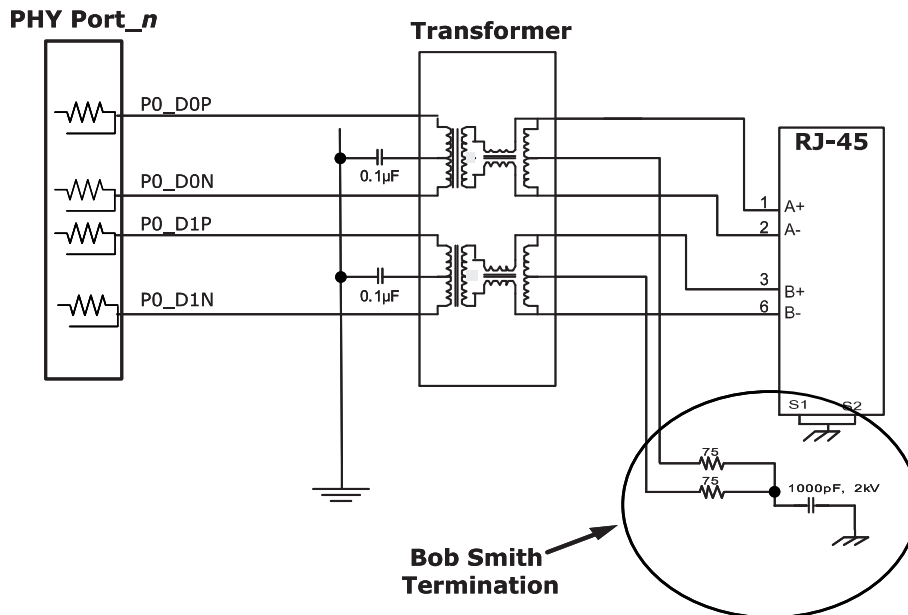 PHY Port_n
Transformer
P0_D0P
RJ-45
0.1µF
P0_D0N
1 A+
P0_D1P
2 A-
3 B+
0.1µF
P0_D1N
6 B-
S1 S2
75
75
1000pF, 2kV
Bob Smith
Termination